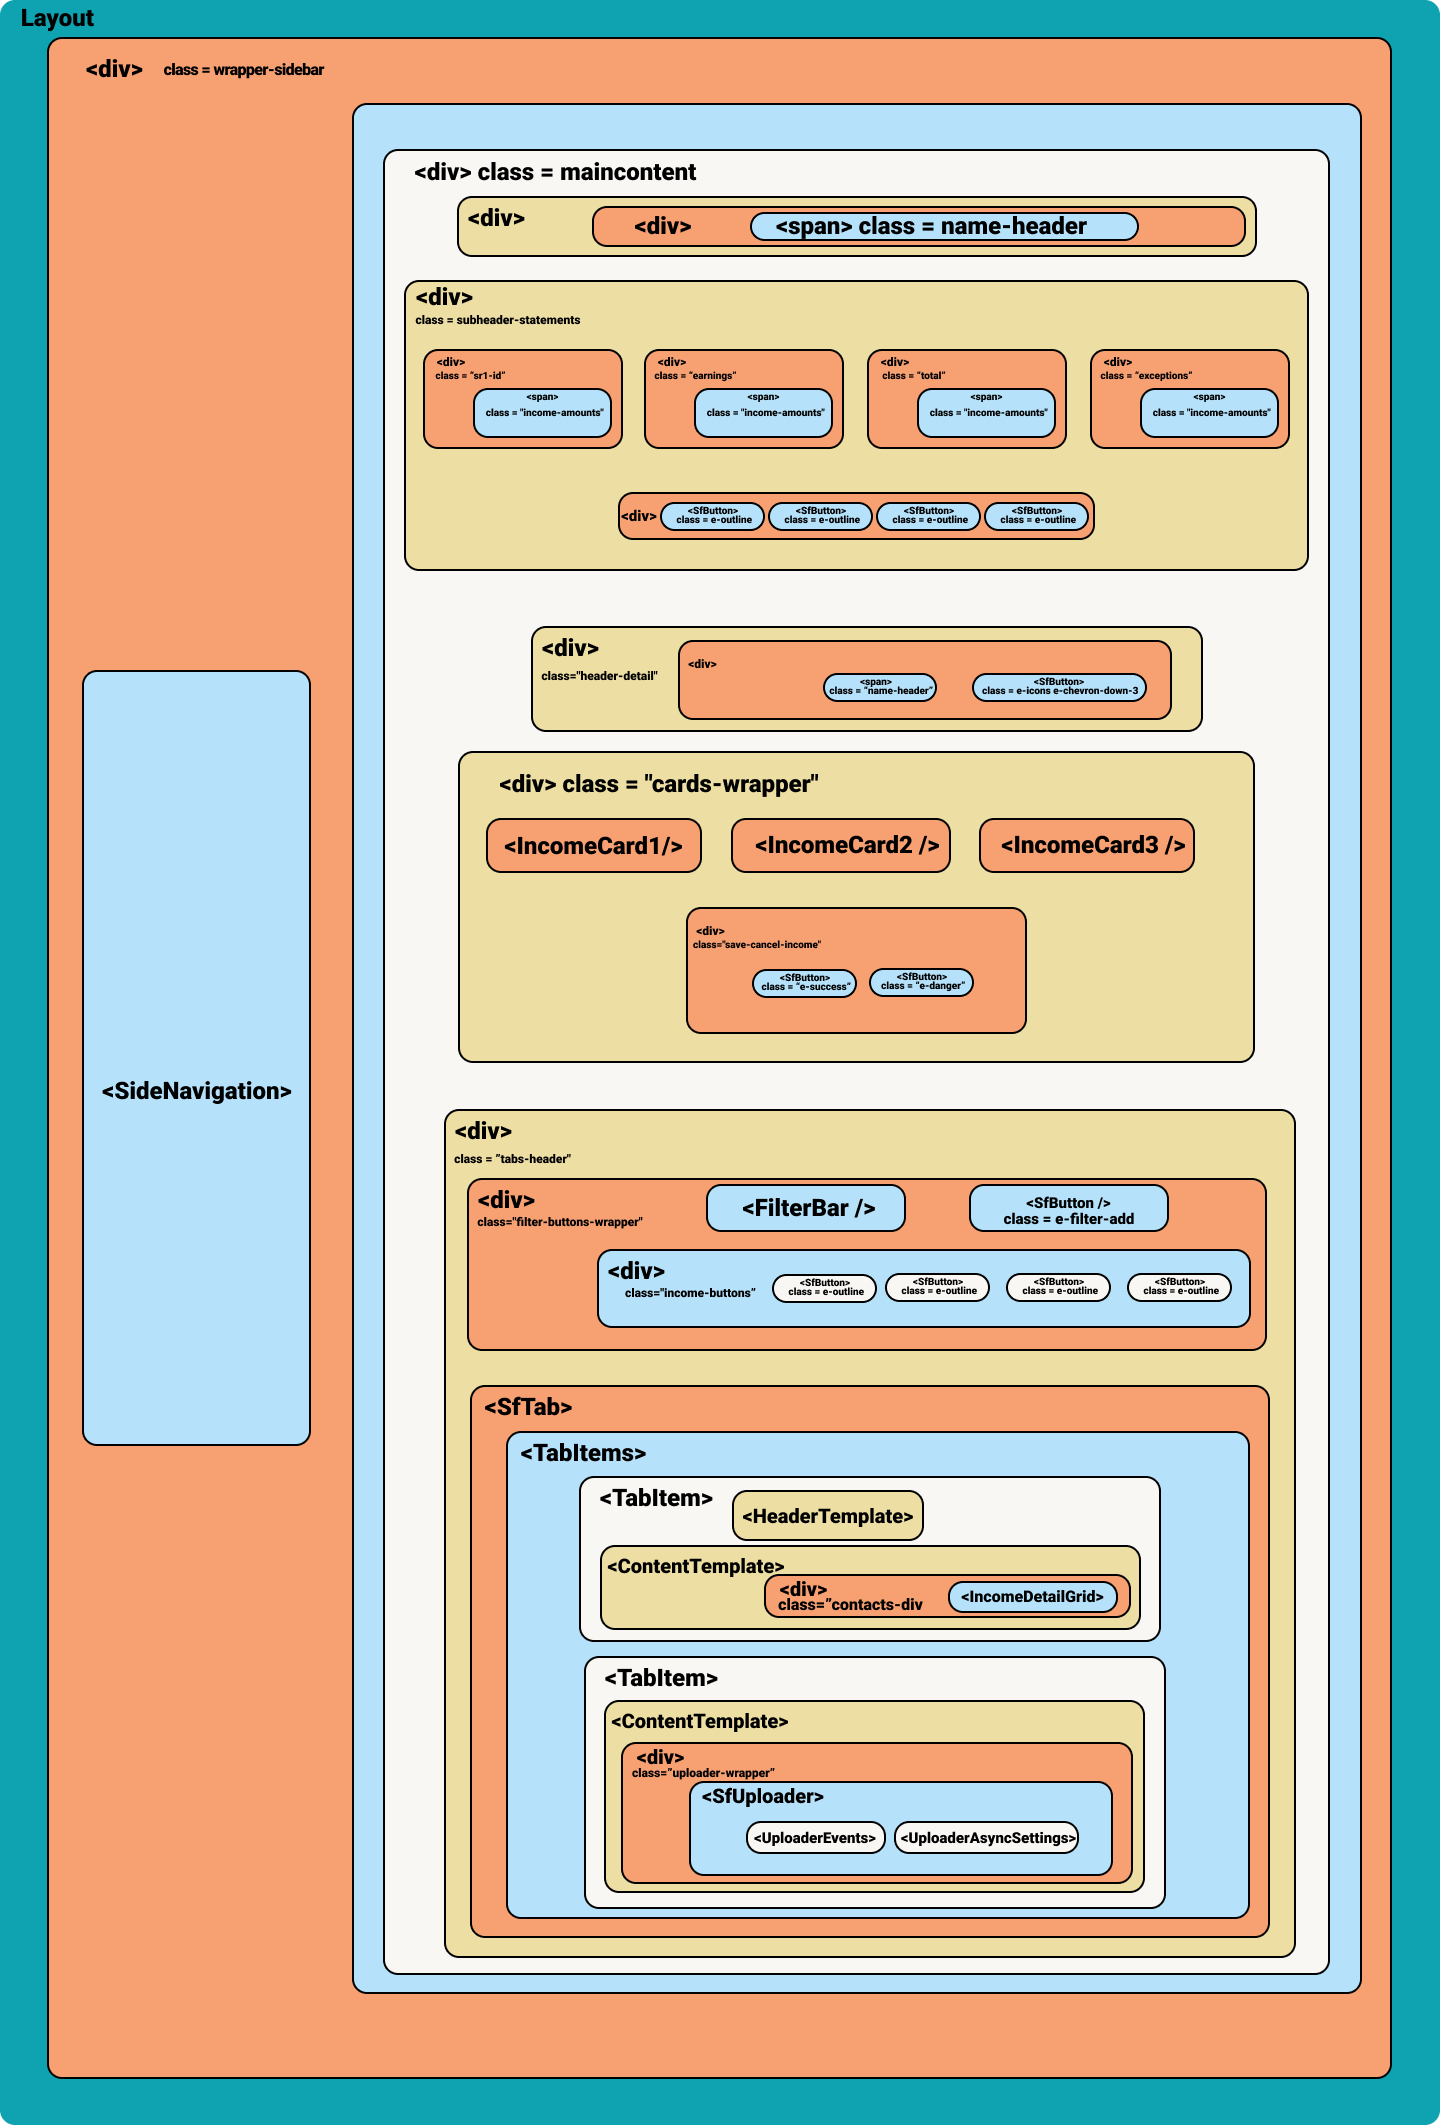 Layout
<div> class = wrapper-sidebar
<div> class = maincontent
<div>
<div>
<span> class = name-header
<div>
class = subheader-statements
<div>
class = “sr1-id”
<span>
class = "income-amounts"
<div>
class = “earnings”
<span>
class = "income-amounts"
<div>
class = “total”
<span>
class = "income-amounts"
<div>
class = “exceptions”
<span>
class = "income-amounts"
<div>
<SfButton>
class = e-outline
<SfButton>
class = e-outline
<SfButton>
class = e-outline
<SfButton>
class = e-outline
<div>
class="header-detail"
<div>
<span>
class = “name-header”
<SfButton>
class = e-icons e-chevron-down-3
<div> class = "cards-wrapper"
<IncomeCard1/>
<IncomeCard2 />
<IncomeCard3 />
<div>
class="save-cancel-income"
<SfButton>
class = “e-success”
<SfButton>
class = “e-danger”
<SideNavigation>
<div>
class = ”tabs-header"
<div>
class="filter-buttons-wrapper"
<FilterBar />
<SfButton />
class = e-filter-add
<div>
class="income-buttons”
<SfButton>
class = e-outline
<SfButton>
class = e-outline
<SfButton>
class = e-outline
<SfButton>
class = e-outline
<SfTab>
<TabItems>
<TabItem>
<HeaderTemplate>
<ContentTemplate>
<div>
class=”contacts-div
<IncomeDetailGrid>
<TabItem>
<ContentTemplate>
<div>
class=”uploader-wrapper”
<SfUploader>
<UploaderEvents>
<UploaderAsyncSettings>